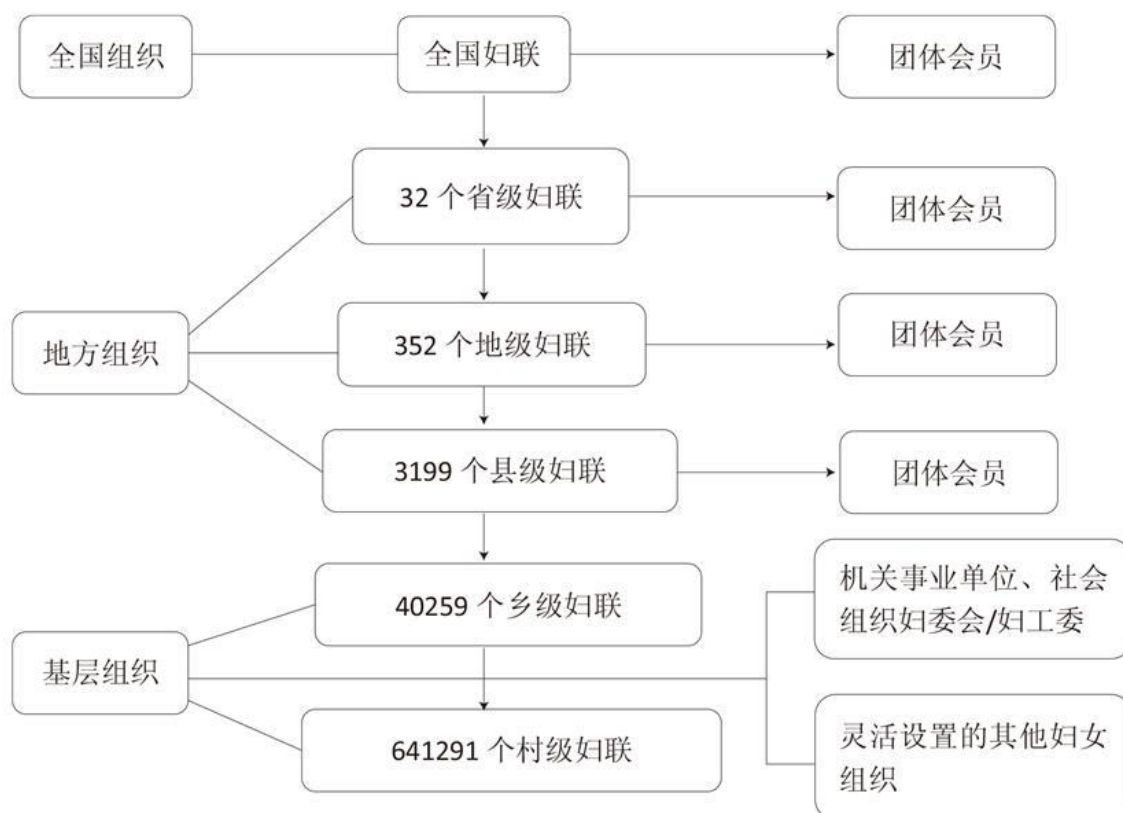 全国组织
全国妇联
团体会员
32 个省级妇联
团体会员
地方组织
352 个地级妇联
团体会员
3199 个县级妇联
团体会员
基层组织
40259 个乡级妇联
机关事业单位、社会
组织妇委会/妇工委
641291 个村级妇联
灵活设置的其他妇女
组织